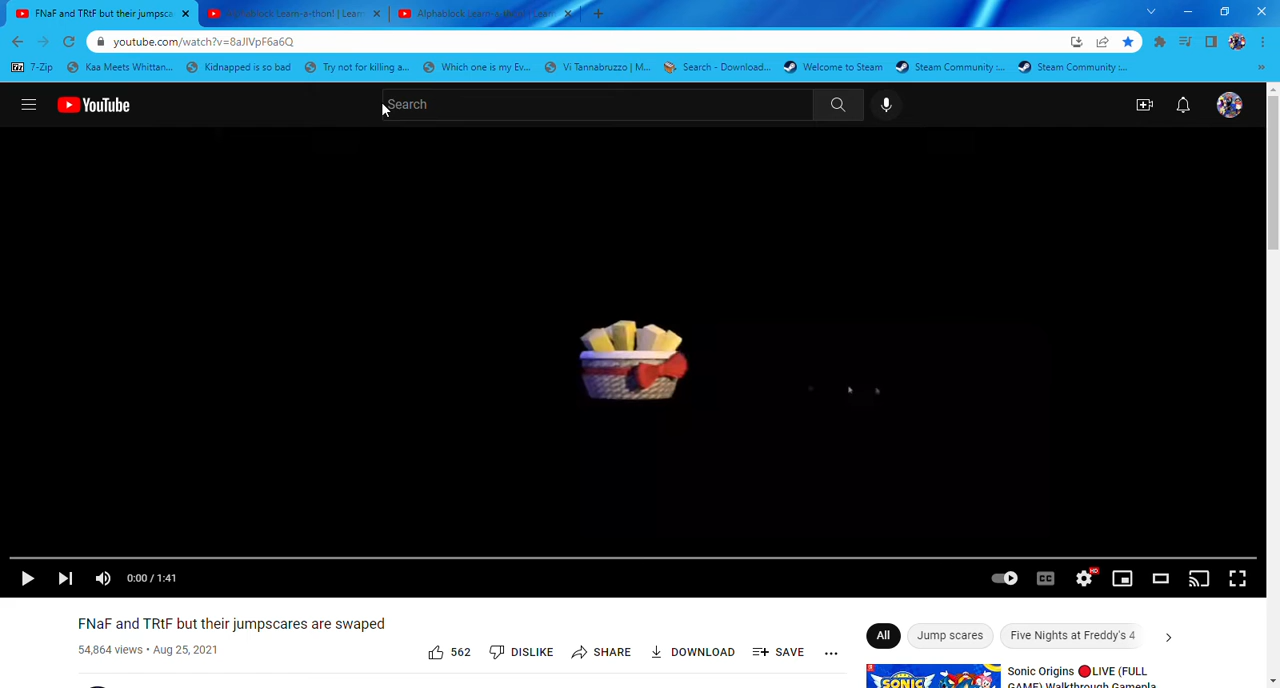 FNaF and TRtF but their jumpsca
Alphablock Learn-a-thon! | Lear
Alphablock Learn-a-thon! | Lear
youtube.com/watch?v=8aJlVpF6a6Q
7-Zip
Kaa Meets Whittan...
Kidnapped is so bad
Try not for killing a...
Which one is my Ev...
Vi Tannabruzzo | M...
Search - Download...
Welcome to Steam
Steam Community :...
Steam Community :...
YouTube
Search
0:00 / 1:41
CC
HD
FNaF and TRtF but their jumpscares are swaped
54,864 views • Aug 25, 2021
562
DISLIKE
SHARE
DOWNLOAD
SAVE
All
Jump scares
Five Nights at Freddy's 4
SONIC
Sonic Origins 🔴LIVE (FULL
GAME) Walkthrough Gamepla